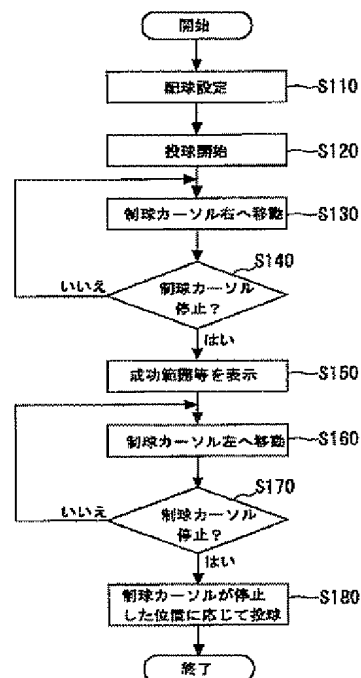 開始
配球設定
S110
投球開始
S120
制球カーソル右へ移動
S130
S140
制球カーソル
停止？
いいえ
はい
成功範囲等を表示
S150
制球カーソル左へ移動
S160
S170
制球カーソル
停止？
いいえ
はい
制球カーソルが停止
した位置に応じて投球
S180
終了